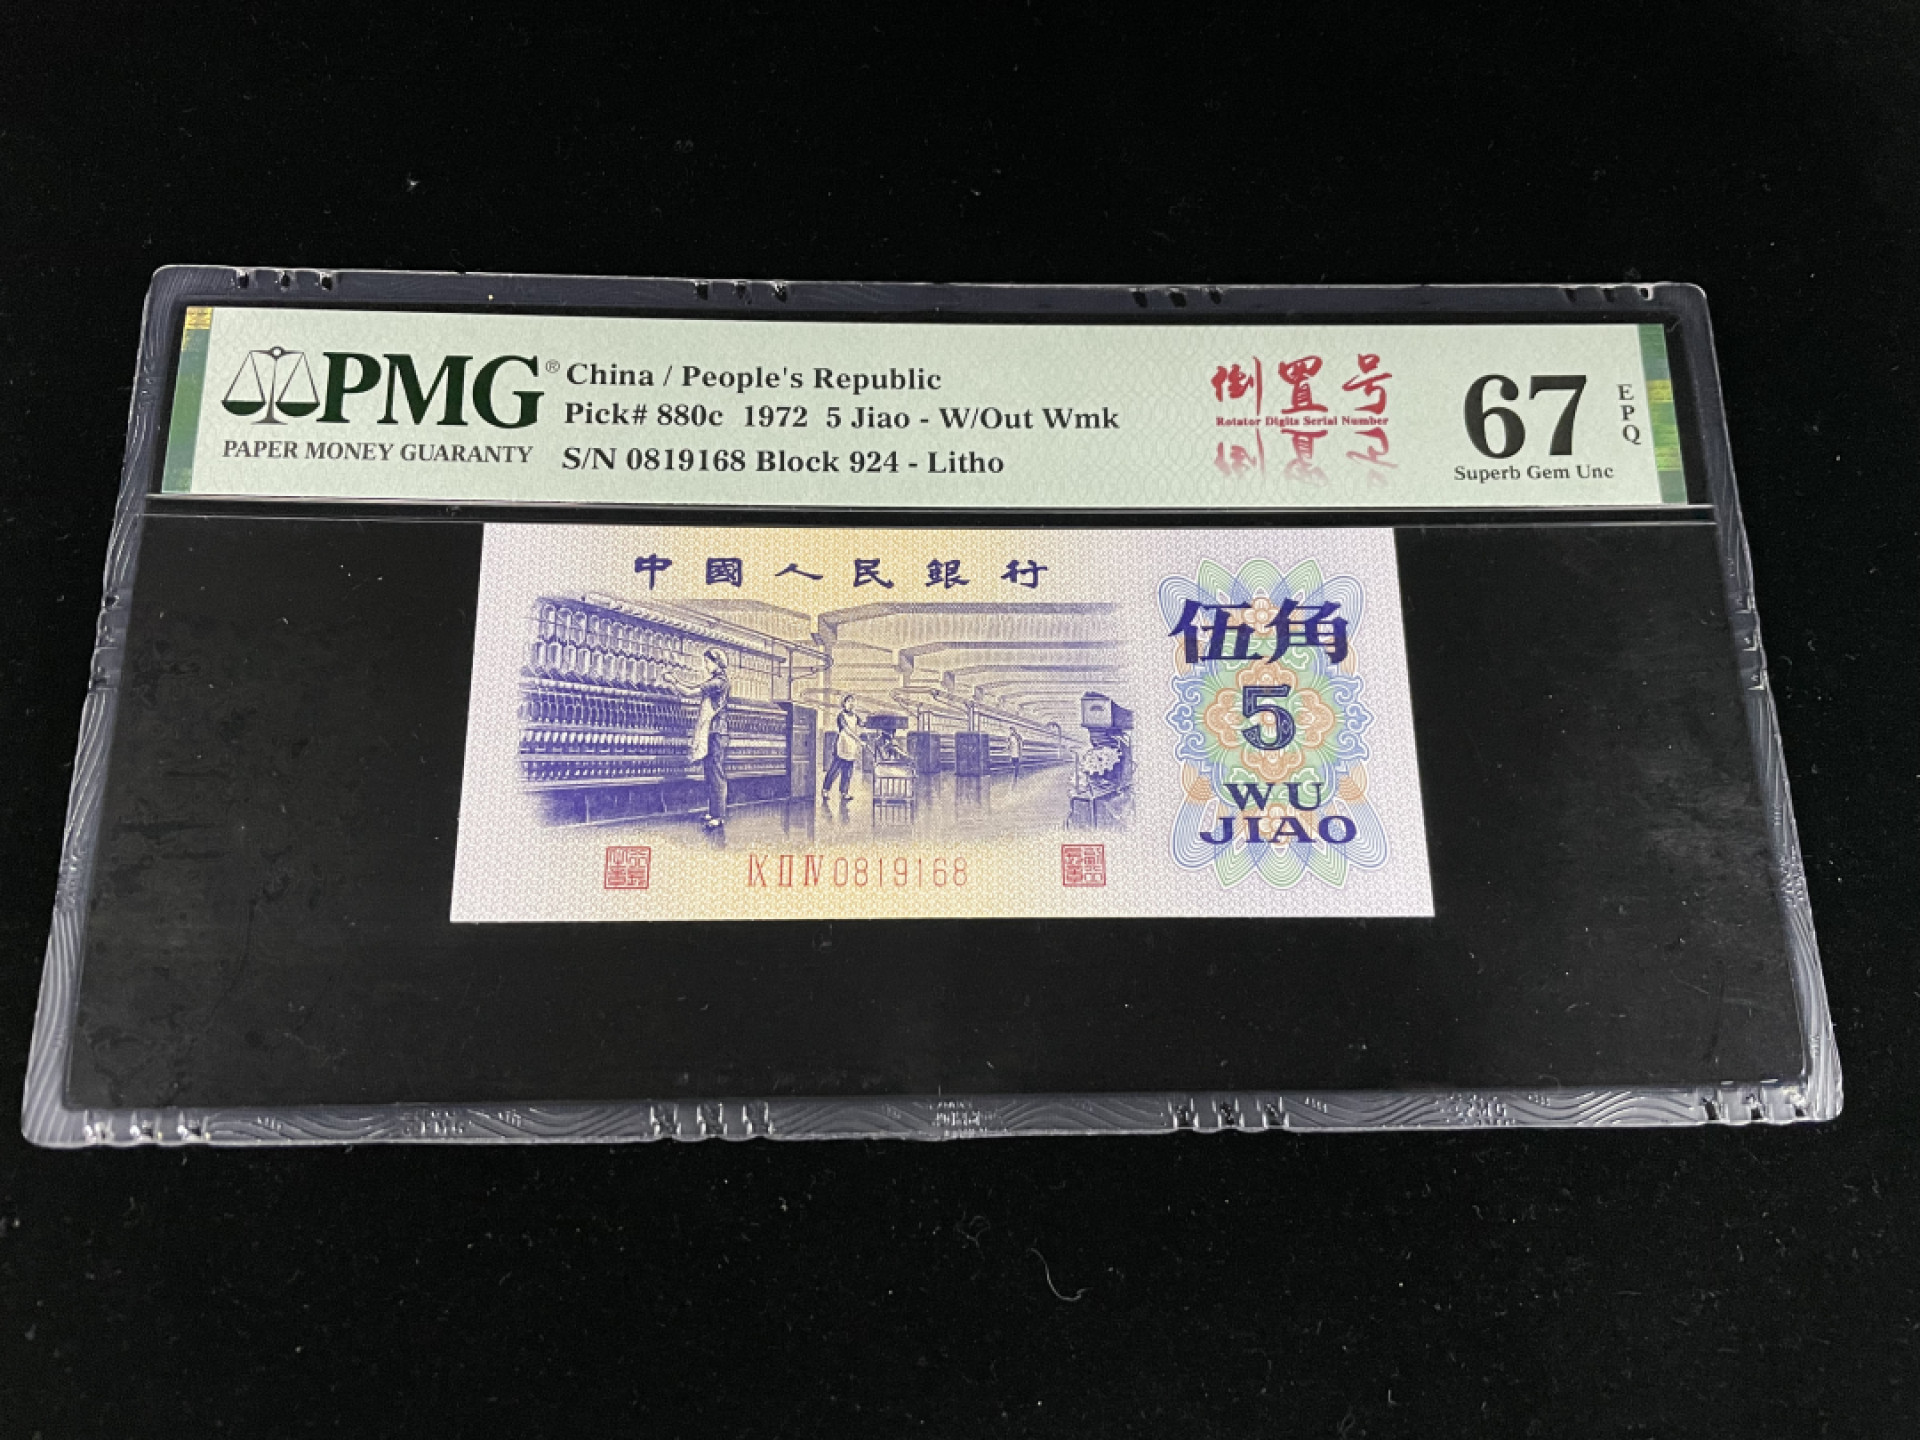 PMG®
PAPER MONEY GUARANTY
China / People's Republic
Pick# 880c 1972 5 Jiao - W/Out Wmk
S/N 0819168 Block 924 - Litho
倒置号
Rotator Digits Serial Number
67
EPQ
Superb Gem Unc
中國人民銀行
伍角
5
WU
JIAO
IX II IV 0819168